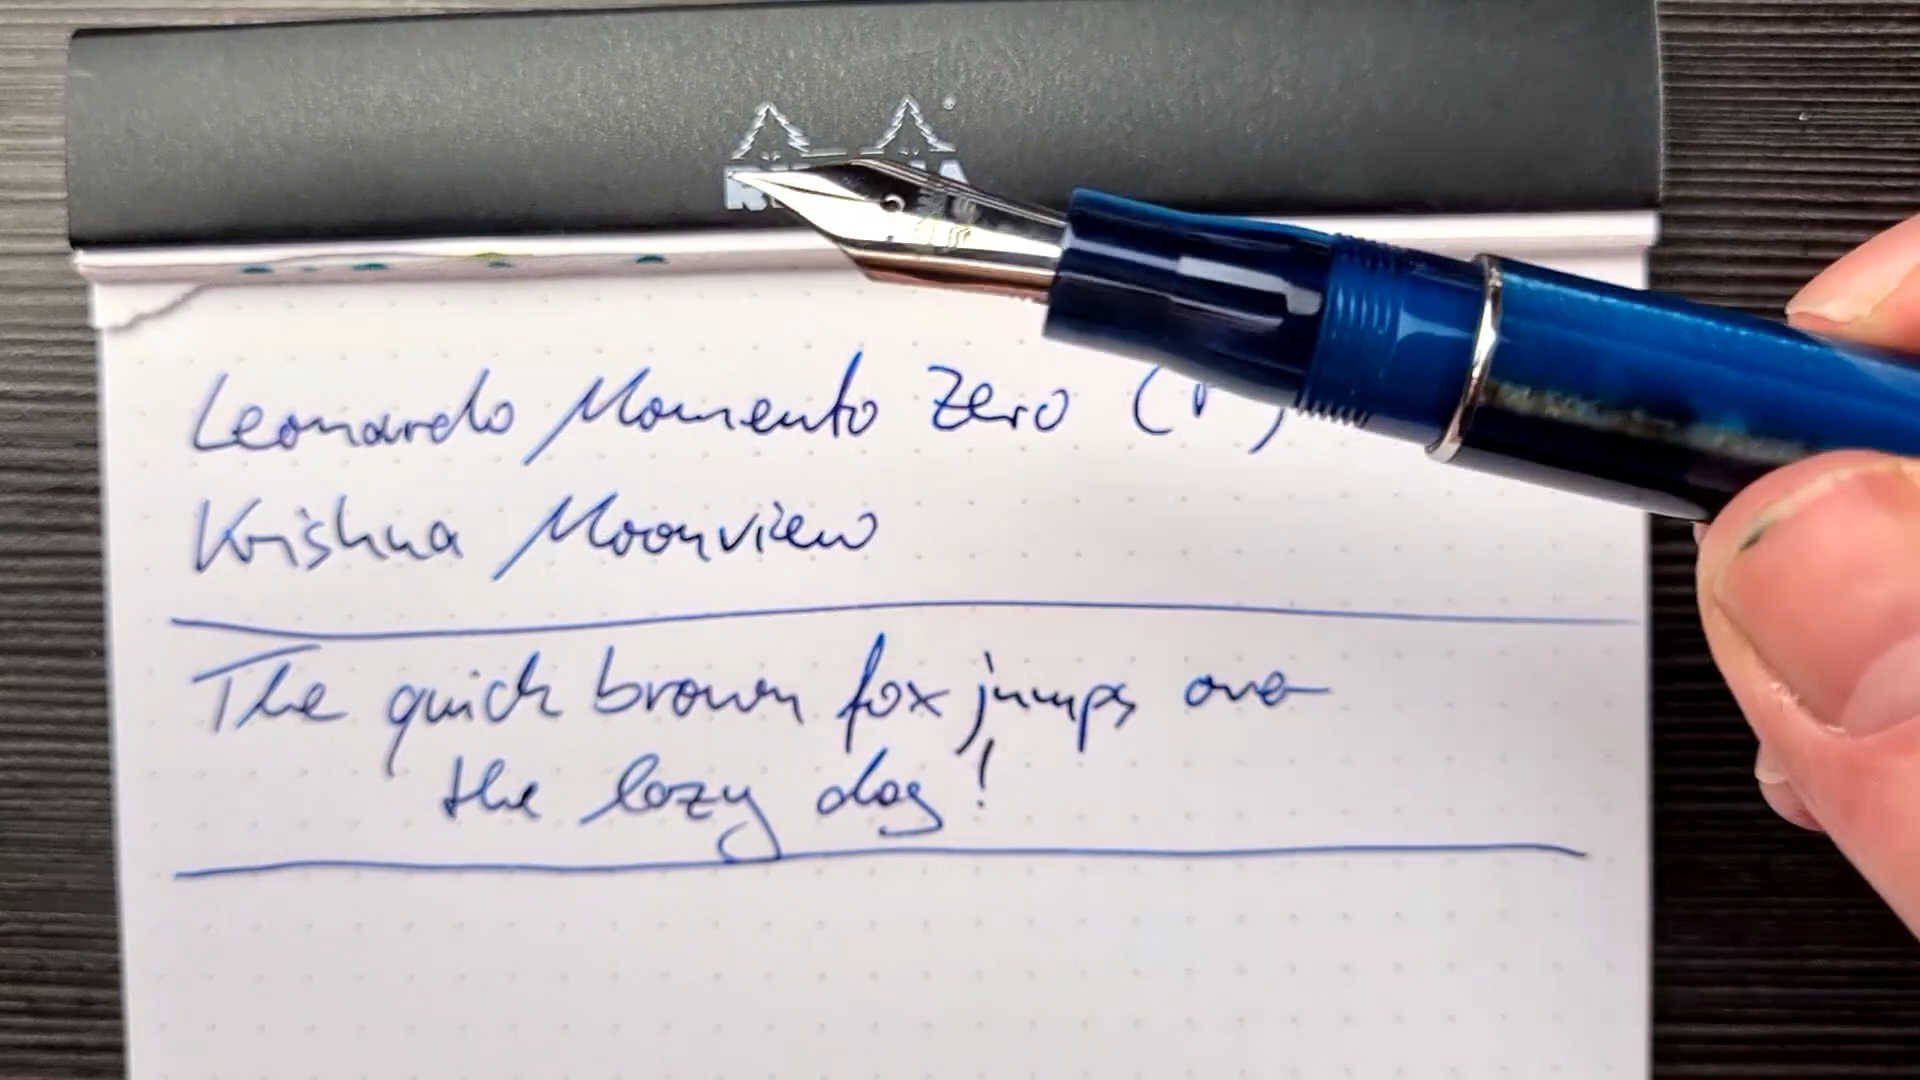 Leonardo Momento Zero
Krishna Moonview
The quick brown fox jumps over
the lazy dog!